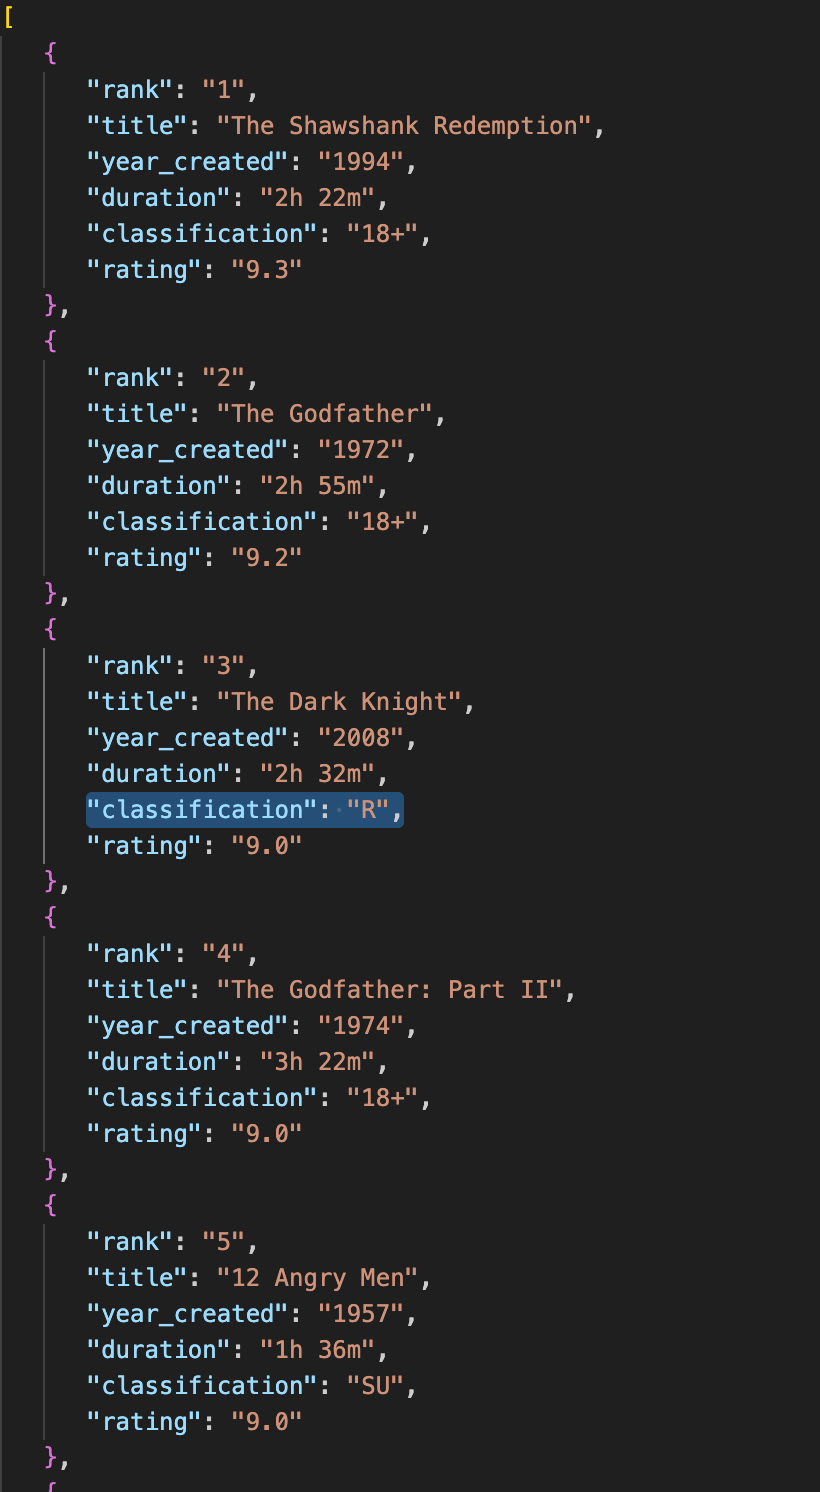 [
{
"rank": "1",
"title": "The Shawshank Redemption",
"year_created": "1994",
"duration": "2h 22m",
"classification": "18+",
"rating": "9.3"
},
{
"rank": "2",
"title": "The Godfather",
"year_created": "1972",
"duration": "2h 55m",
"classification": "18+",
"rating": "9.2"
},
{
"rank": "3",
"title": "The Dark Knight",
"year_created": "2008",
"duration": "2h 32m",
"classification": "R",
"rating": "9.0"
},
{
"rank": "4",
"title": "The Godfather: Part II",
"year_created": "1974",
"duration": "3h 22m",
"classification": "18+",
"rating": "9.0"
},
{
"rank": "5",
"title": "12 Angry Men",
"year_created": "1957",
"duration": "1h 36m",
"classification": "SU",
"rating": "9.0"
},
{